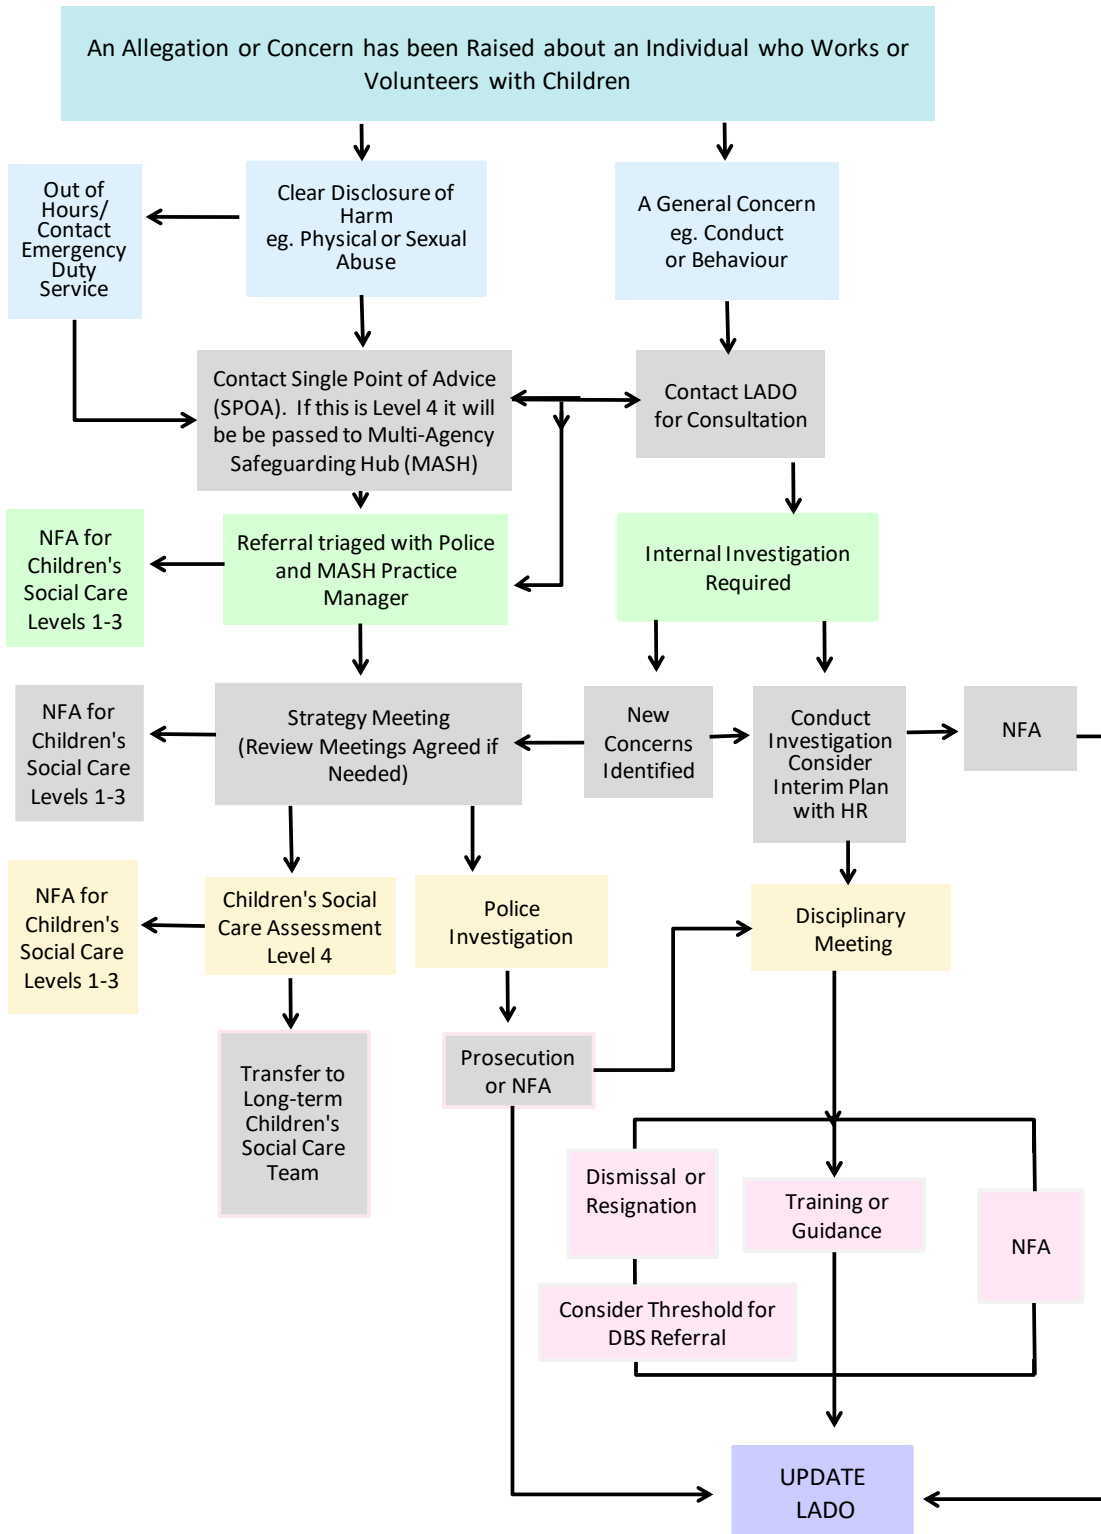 An Allegation or Concern has been Raised about an Individual who Works or
Volunteers with Children
Out of
Hours/
Contact
Emergency
Duty
Service
Clear Disclosure of
Harm
eg. Physical or Sexual
Abuse
A General Concern
eg. Conduct
or Behaviour
Contact Single Point of Advice
(SPOA). If this is Level 4 it will
be be passed to Multi-Agency
Safeguarding Hub (MASH)
Contact LADO
for Consultation
NFA for
Children's
Social Care
Levels 1-3
Referral triaged with Police
and MASH Practice
Manager
Internal Investigation
Required
NFA for
Children's
Social Care
Levels 1-3
Strategy Meeting
(Review Meetings Agreed if
Needed)
New
Concerns
Identified
Conduct
Investigation
Consider
Interim Plan
with HR
NFA
NFA for
Children's
Social Care
Levels 1-3
Children's Social
Care Assessment
Level 4
Police
Investigation
Disciplinary
Meeting
Transfer to
Long-term
Children's
Social Care
Team
Prosecution
or NFA
Dismissal or
Resignation
Training or
Guidance
NFA
Consider Threshold for
DBS Referral
UPDATE
LADO